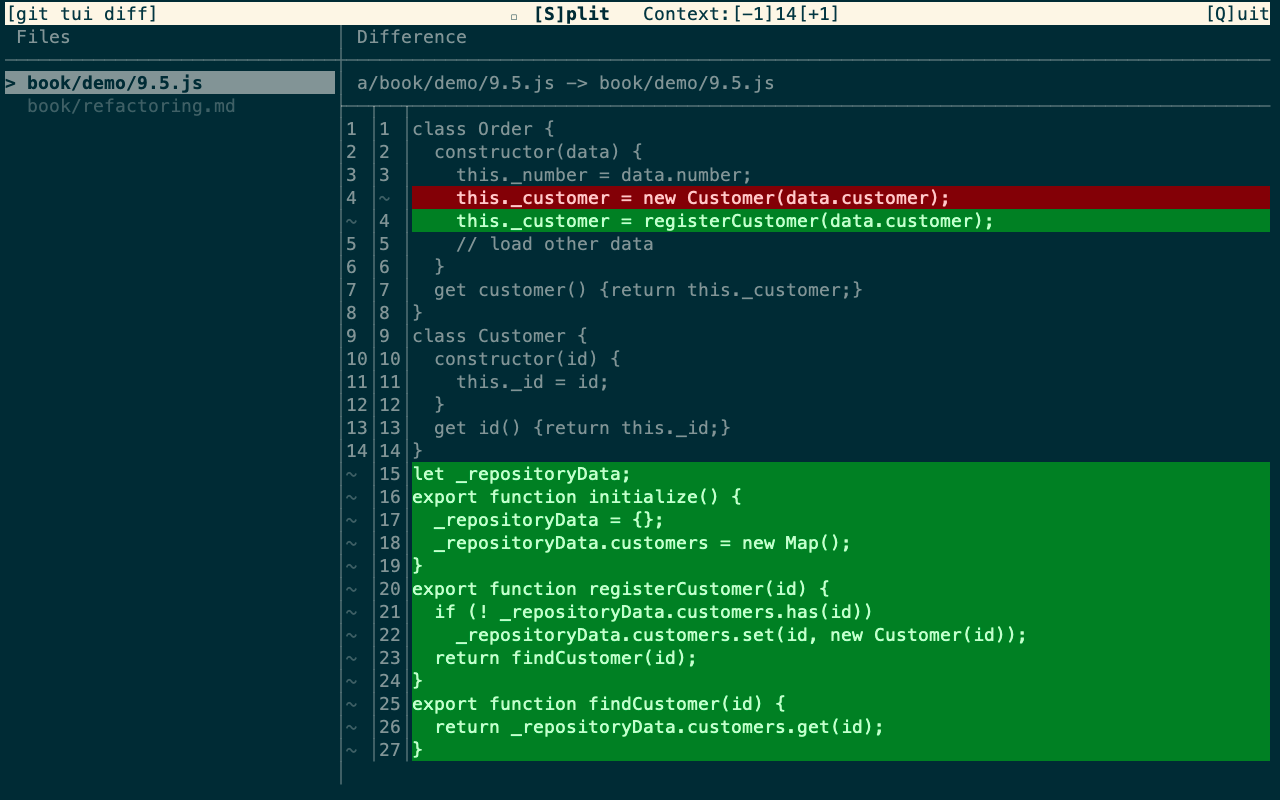 [git tui diff] ☐ [S]plit Context:[-1]14[+1] [Q]uit
Files
> book/demo/9.5.js
book/refactoring.md
Difference
a/book/demo/9.5.js -> book/demo/9.5.js
1 1 class Order {
2 2   constructor(data) {
3 3     this._number = data.number;
4 ~     this._customer = new Customer(data.customer);
~ 4     this._customer = registerCustomer(data.customer);
5 5     // load other data
6 6   }
7 7   get customer() {return this._customer;}
8 8 }
9 9 class Customer {
10 10   constructor(id) {
11 11     this._id = id;
12 12   }
13 13   get id() {return this._id;}
14 14 }
~ 15 let _repositoryData;
~ 16 export function initialize() {
~ 17   _repositoryData = {};
~ 18   _repositoryData.customers = new Map();
~ 19 }
~ 20 export function registerCustomer(id) {
~ 21   if (! _repositoryData.customers.has(id))
~ 22     _repositoryData.customers.set(id, new Customer(id));
~ 23   return findCustomer(id);
~ 24 }
~ 25 export function findCustomer(id) {
~ 26   return _repositoryData.customers.get(id);
~ 27 }